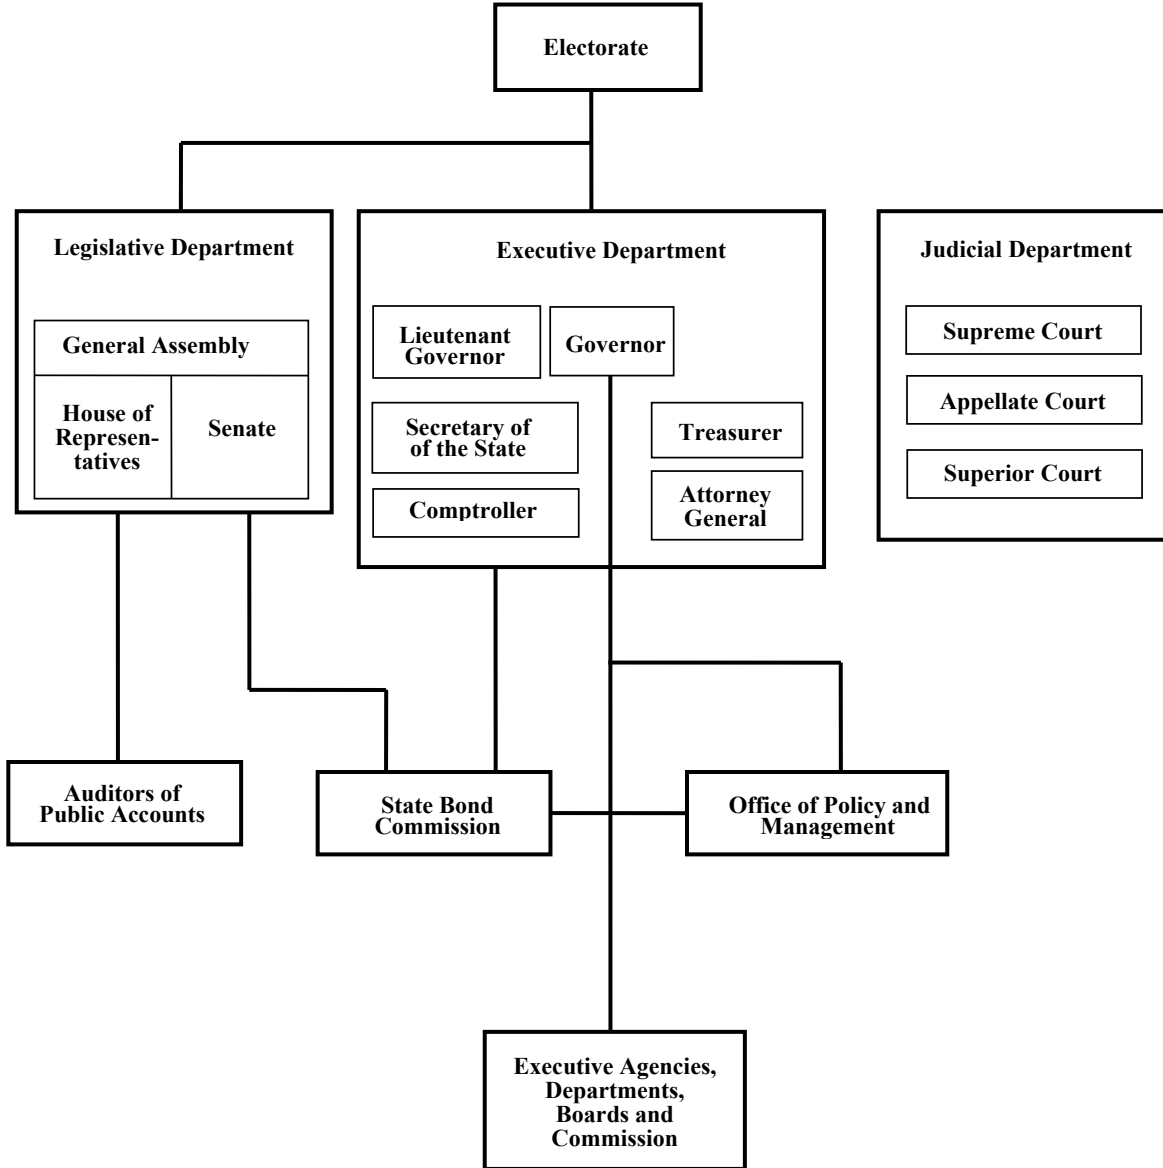 Electorate
Legislative Department
General Assembly
House of
Represen-
tatives
Senate
Executive Department
Lieutenant
Governor
Governor
Secretary of
of the State
Treasurer
Comptroller
Attorney
General
Judicial Department
Supreme Court
Appellate Court
Superior Court
Auditors of
Public Accounts
State Bond
Commission
Office of Policy and
Management
Executive Agencies,
Departments,
Boards and
Commission